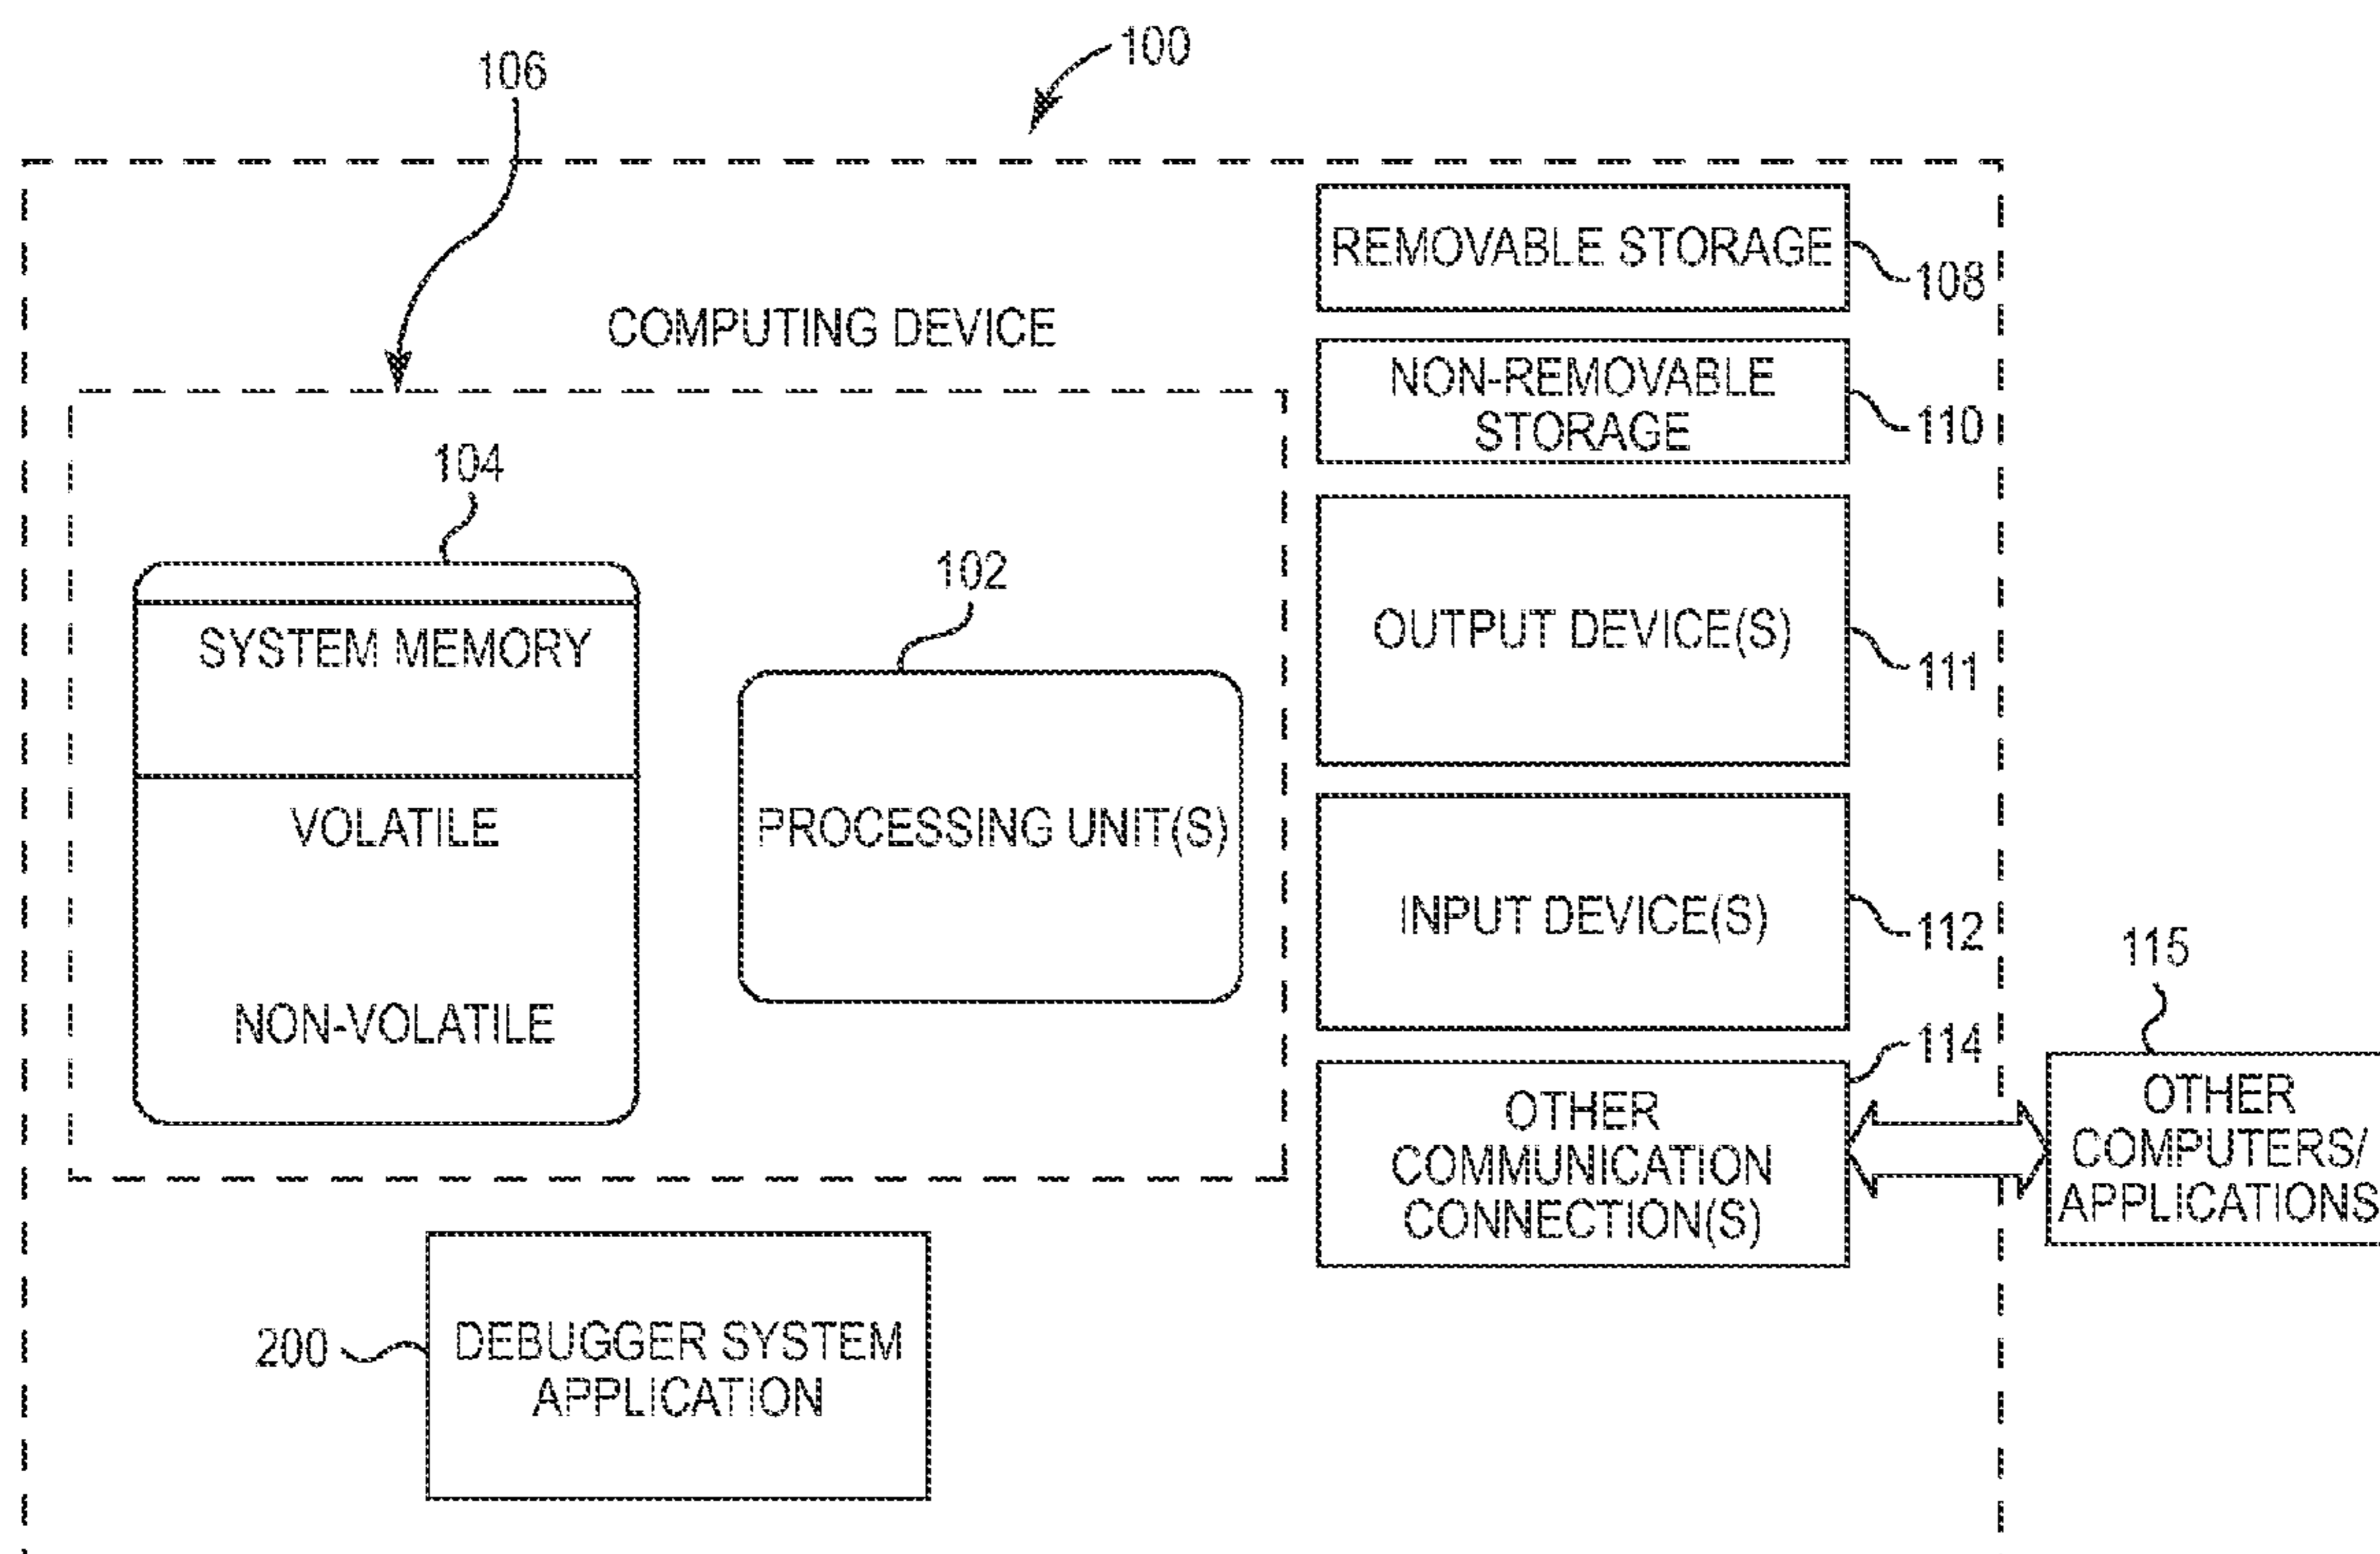 100
106
REMOVABLE STORAGE
108
COMPUTING DEVICE
NON-REMOVABLE
STORAGE
110
104
102
SYSTEM MEMORY
OUTPUT DEVICE(S)
111
VOLATILE
PROCESSING UNIT(S)
INPUT DEVICE(S)
112
115
NON-VOLATILE
114
OTHER
COMMUNICATION
CONNECTION(S)
OTHER
COMPUTERS/
APPLICATIONS
200
DEBUGGER SYSTEM
APPLICATION